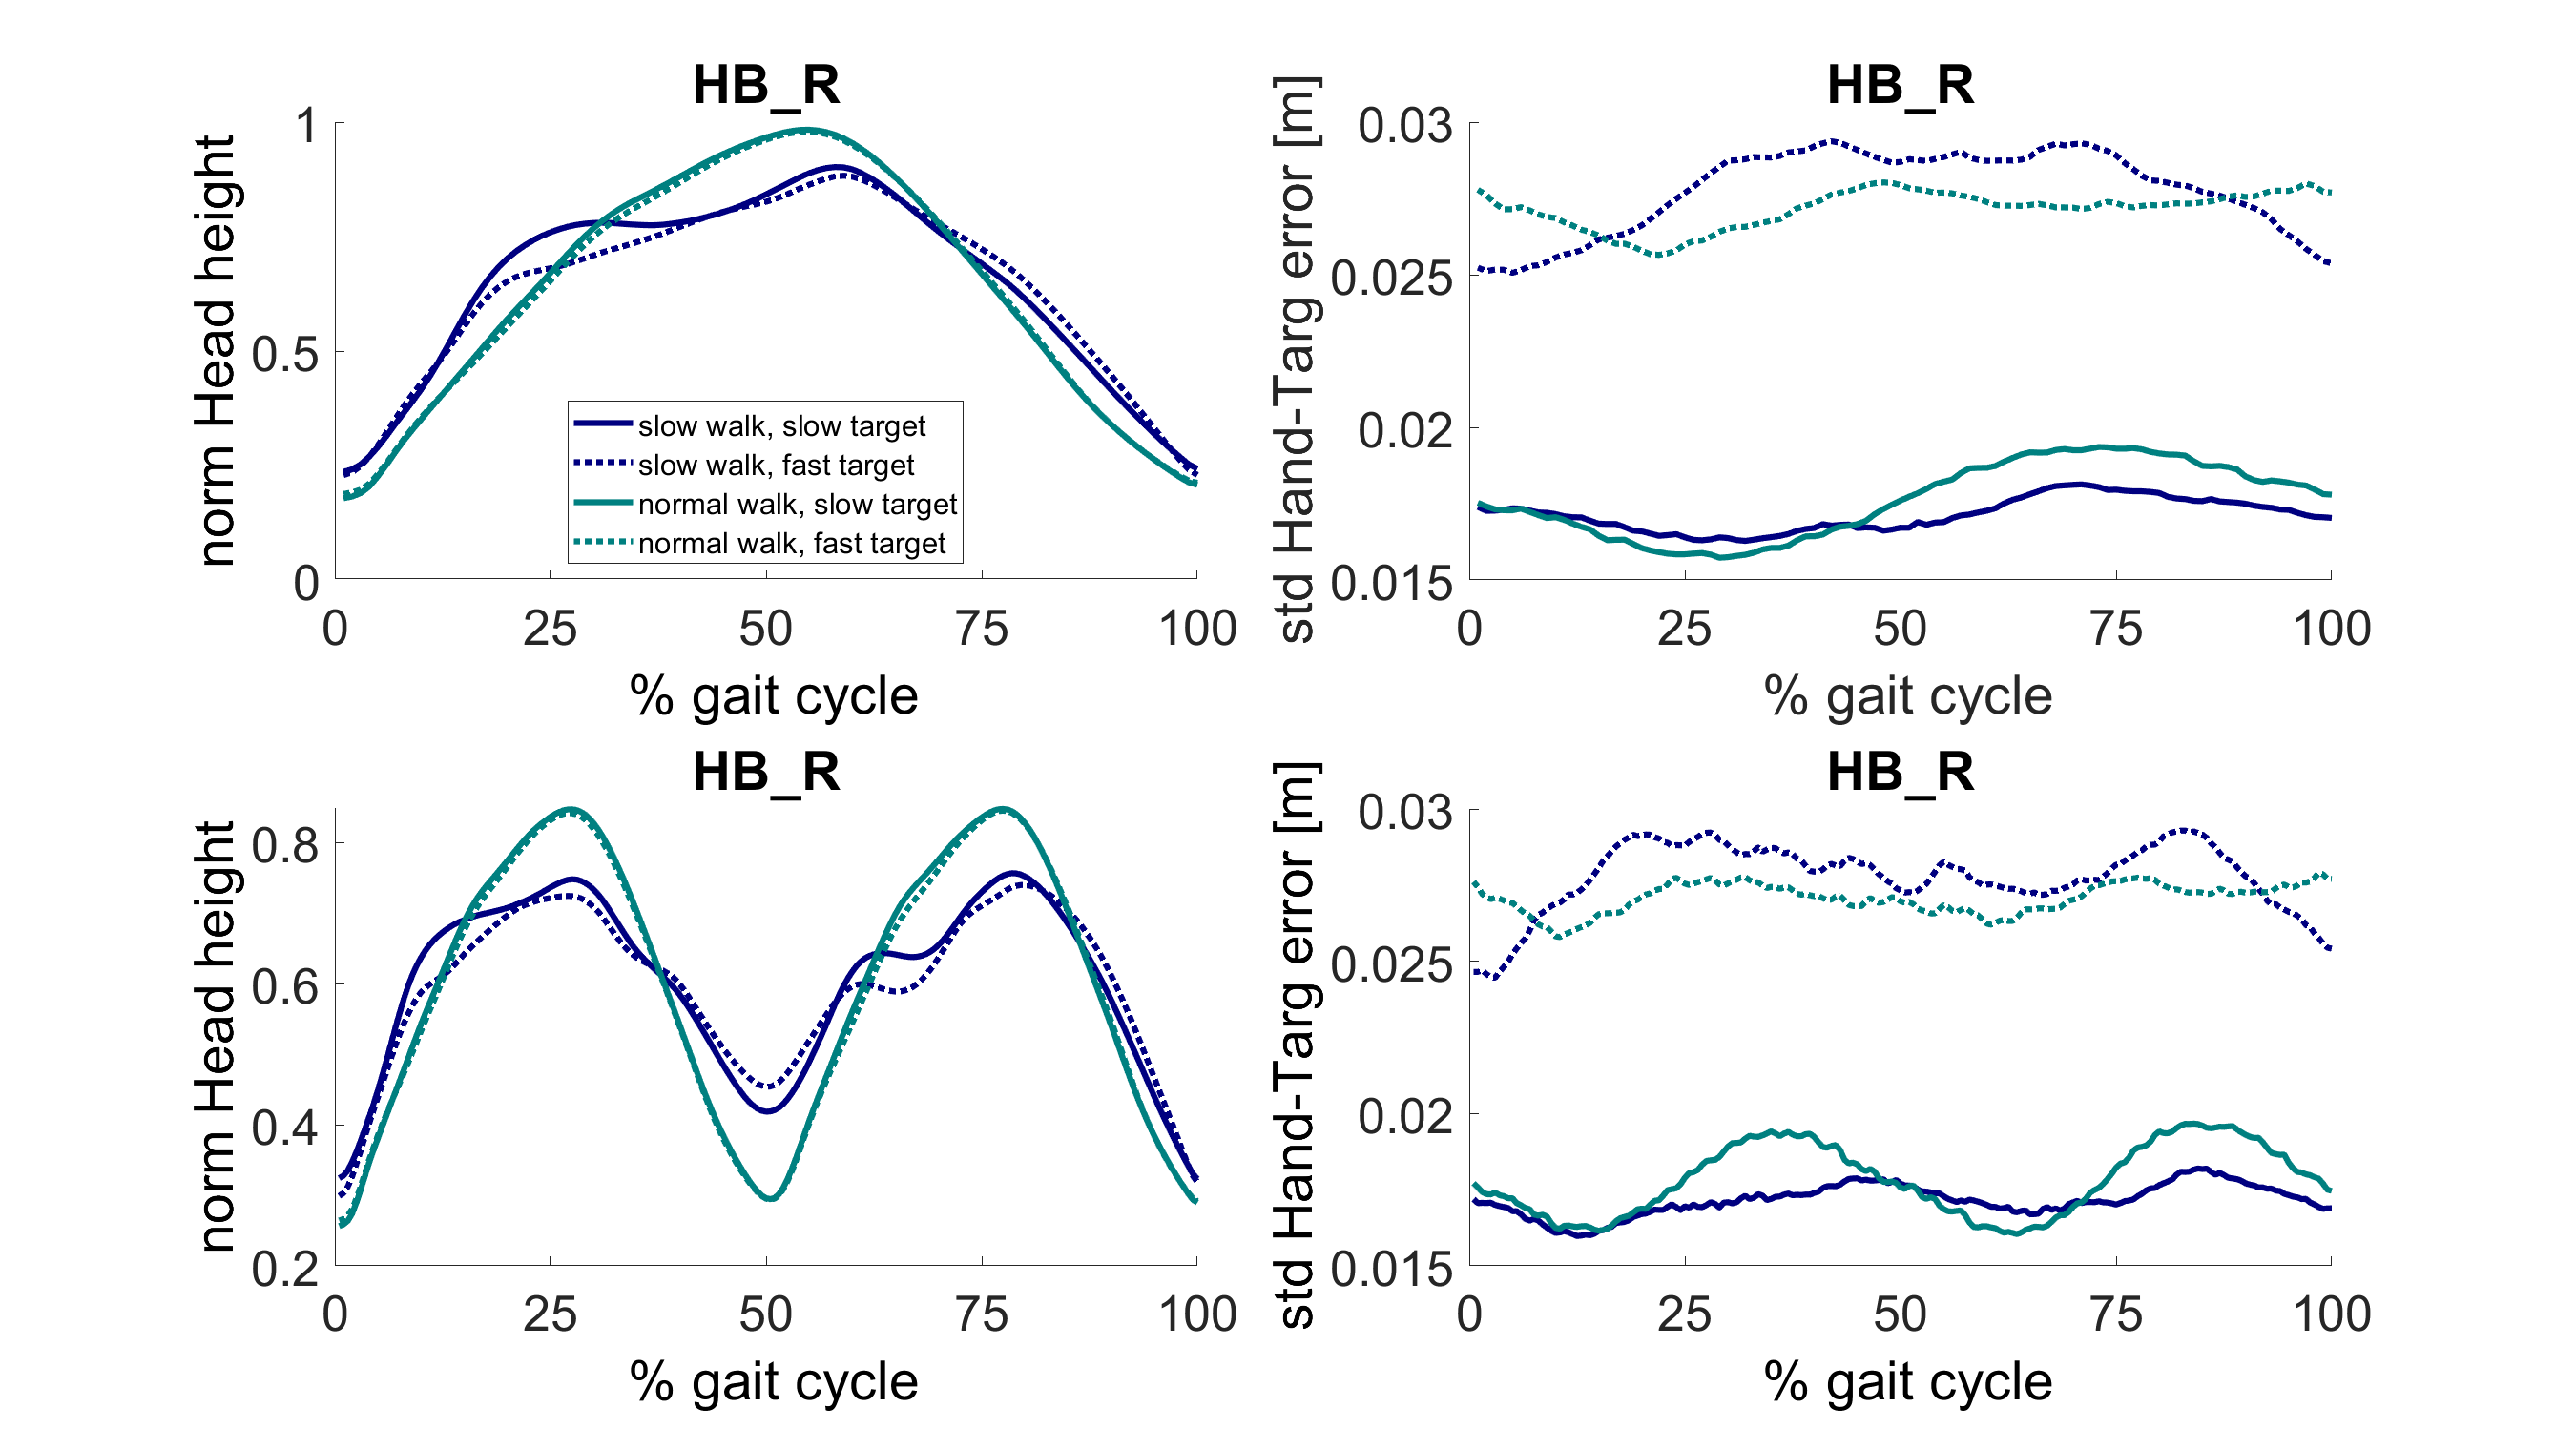 HB_R
norm Head height
1
0.5
0
slow walk, slow target
slow walk, fast target
normal walk, slow target
normal walk, fast target
0 25 50 75 100
% gait cycle
HB_R
std Hand-Targ error [m]
0.03
0.025
0.02
0.015
0 25 50 75 100
% gait cycle
HB_R
norm Head height
0.8
0.6
0.4
0.2
0 25 50 75 100
% gait cycle
HB_R
std Hand-Targ error [m]
0.03
0.025
0.02
0.015
0 25 50 75 100
% gait cycle